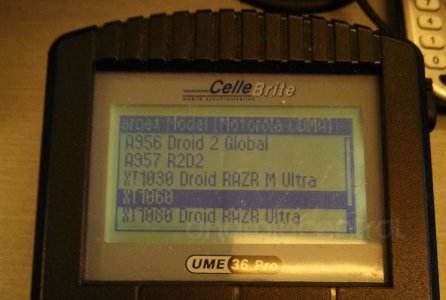 CelleBrite
mobile synchronization
arget Model (Motorola CDMA)
A956 Droid 2 Global
A957 R2D2
XT1030 Droid RAZR M Ultra
XT1060
XT1080 Droid RAZR Ultra
UME 36 Pro